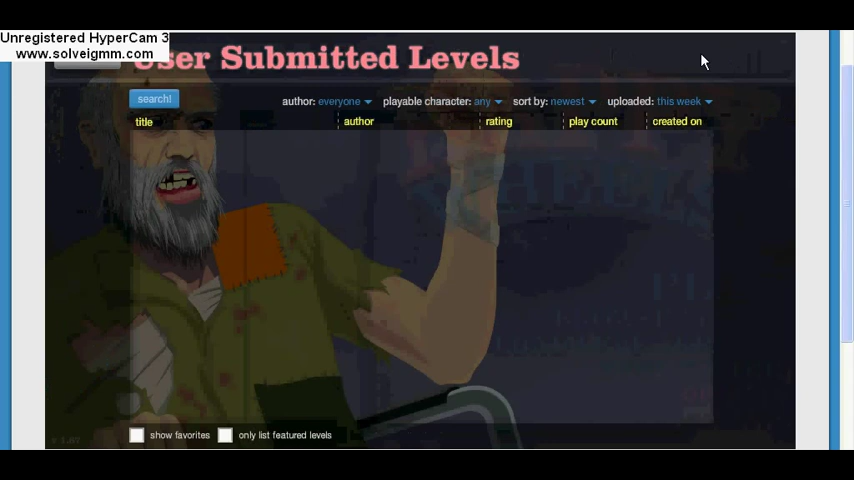 Unregistered HyperCam 3
www.solveigmm.com
User Submitted Levels
search!
author: everyone playable character: any sort by: newest uploaded: this week
title author rating play count created on
show favorites only list featured levels